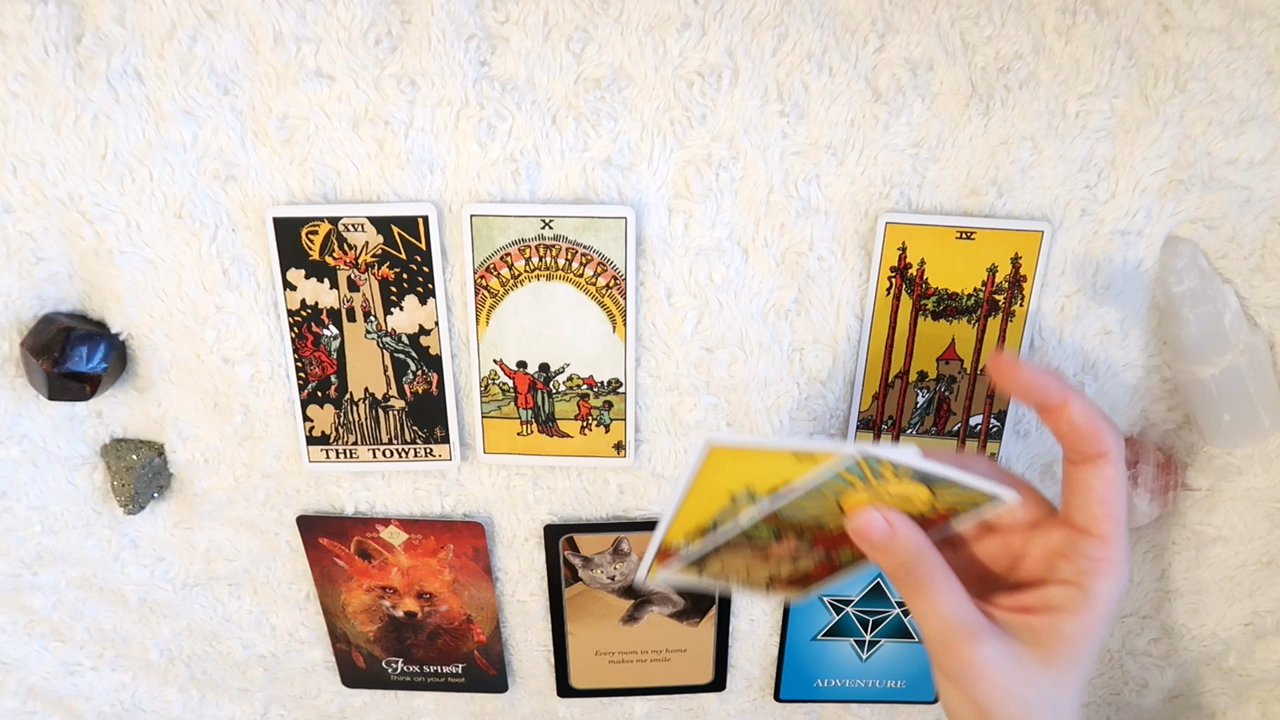 XVI
THE TOWER.
X
IV
27
FOX SPIRIT
Think on your feet
Every room in my home
makes me smile.
ADVENTURE